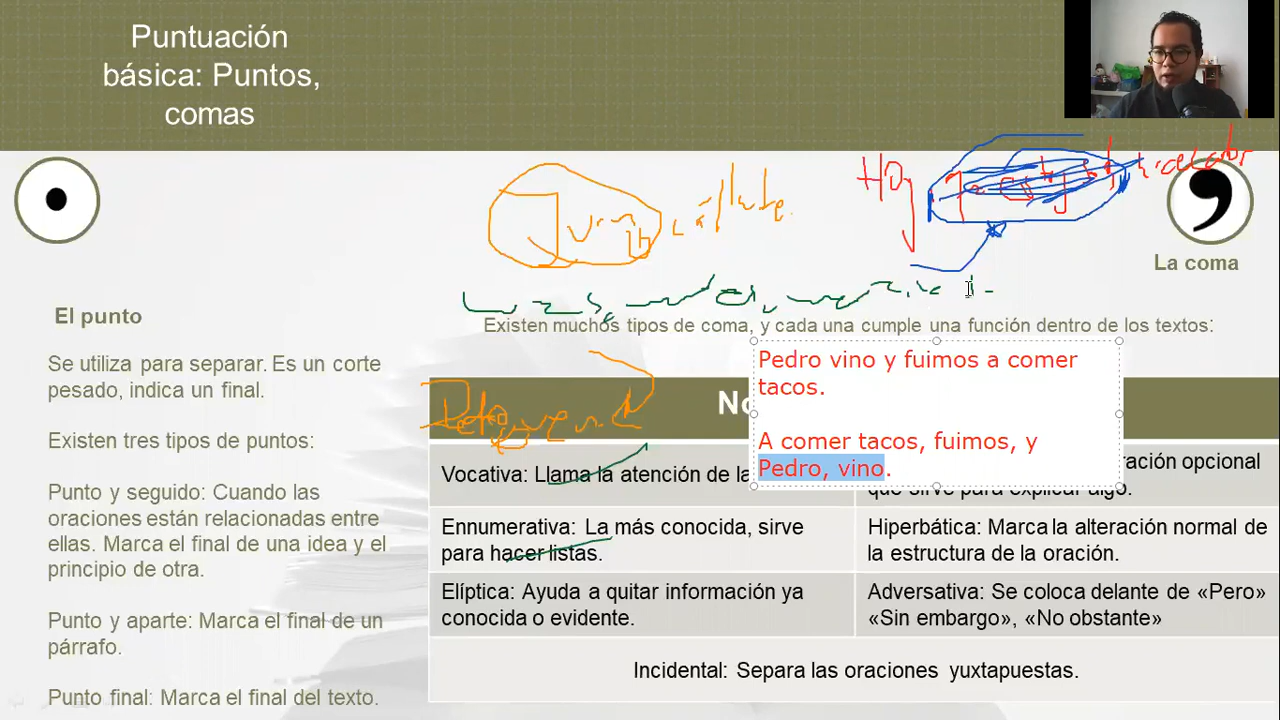 Puntuación
básica: Puntos,
comas
La coma
El punto
Existen muchos tipos de coma, y cada una cumple una función dentro de los textos:
Se utiliza para separar. Es un corte
pesado, indica un final.
Existen tres tipos de puntos:
Punto y seguido: Cuando las
oraciones están relacionadas entre
ellas. Marca el final de una idea y el
principio de otra.
Punto y aparte: Marca el final de un
párrafo.
Punto final: Marca el final del texto.
Pedro vino y fuimos a comer
tacos.
A comer tacos, fuimos, y
Pedro, vino.
Vocativa: Llama la atención de la
opcional
que sirve para explicar algo.
Ennumerativa: La más conocida, sirve
para hacer listas.
Hiperbática: Marca la alteración normal de
la estructura de la oración.
Elíptica: Ayuda a quitar información ya
conocida o evidente.
Adversativa: Se coloca delante de «Pero»
«Sin embargo», «No obstante»
Incidental: Separa las oraciones yuxtapuestas.